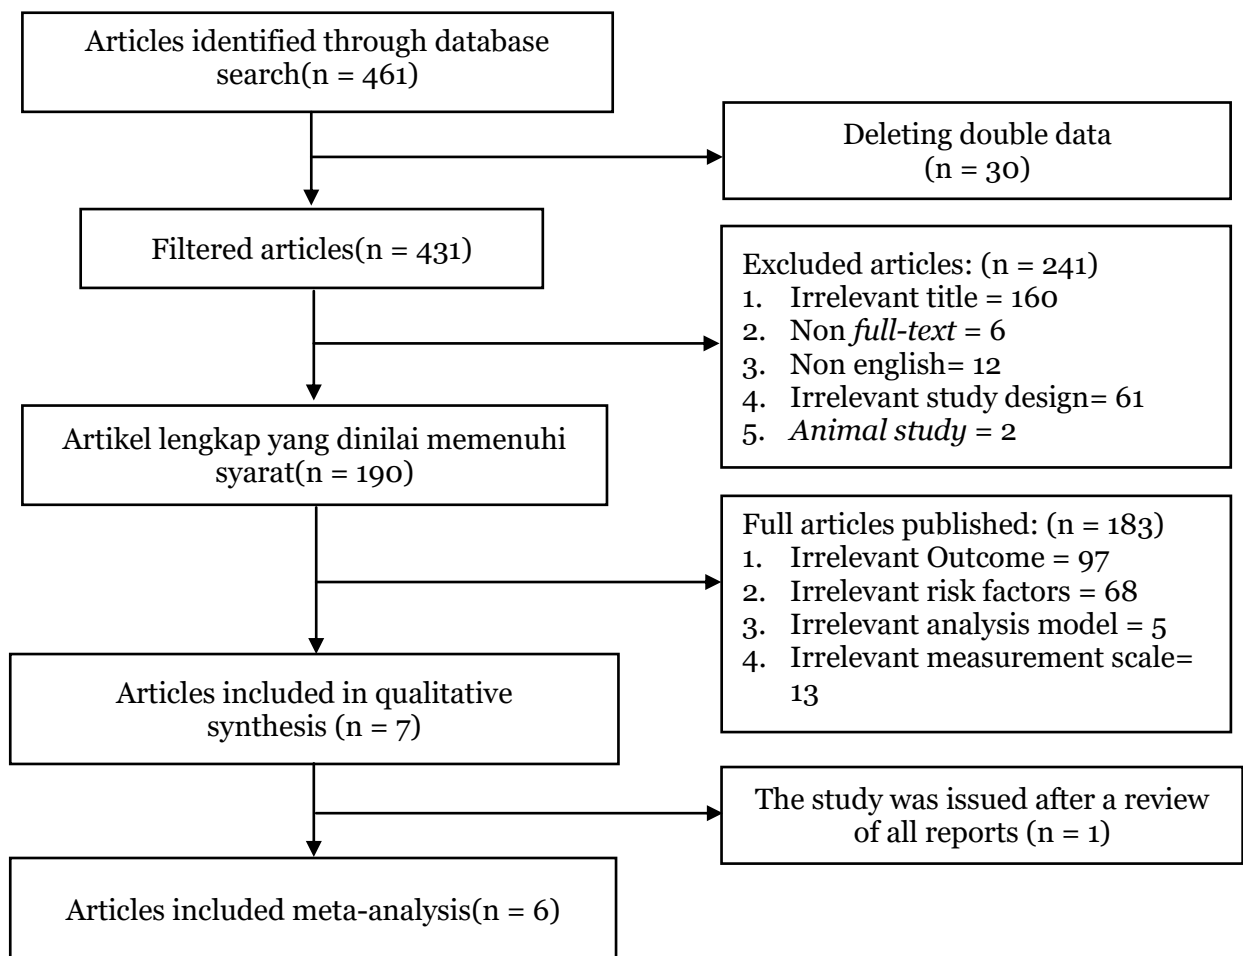 Articles identified through database
search(n = 461)
Deleting double data
(n = 30)
Filtered articles(n = 431)
Excluded articles: (n = 241)
1. Irrelevant title = 160
2. Non full-text = 6
3. Non english= 12
4. Irrelevant study design= 61
5. Animal study = 2
Artikel lengkap yang dinilai memenuhi
syarat(n = 190)
Full articles published: (n = 183)
1. Irrelevant Outcome = 97
2. Irrelevant risk factors = 68
3. Irrelevant analysis model = 5
4. Irrelevant measurement scale=
13
Articles included in qualitative
synthesis (n = 7)
The study was issued after a review
of all reports (n = 1)
Articles included meta-analysis(n = 6)